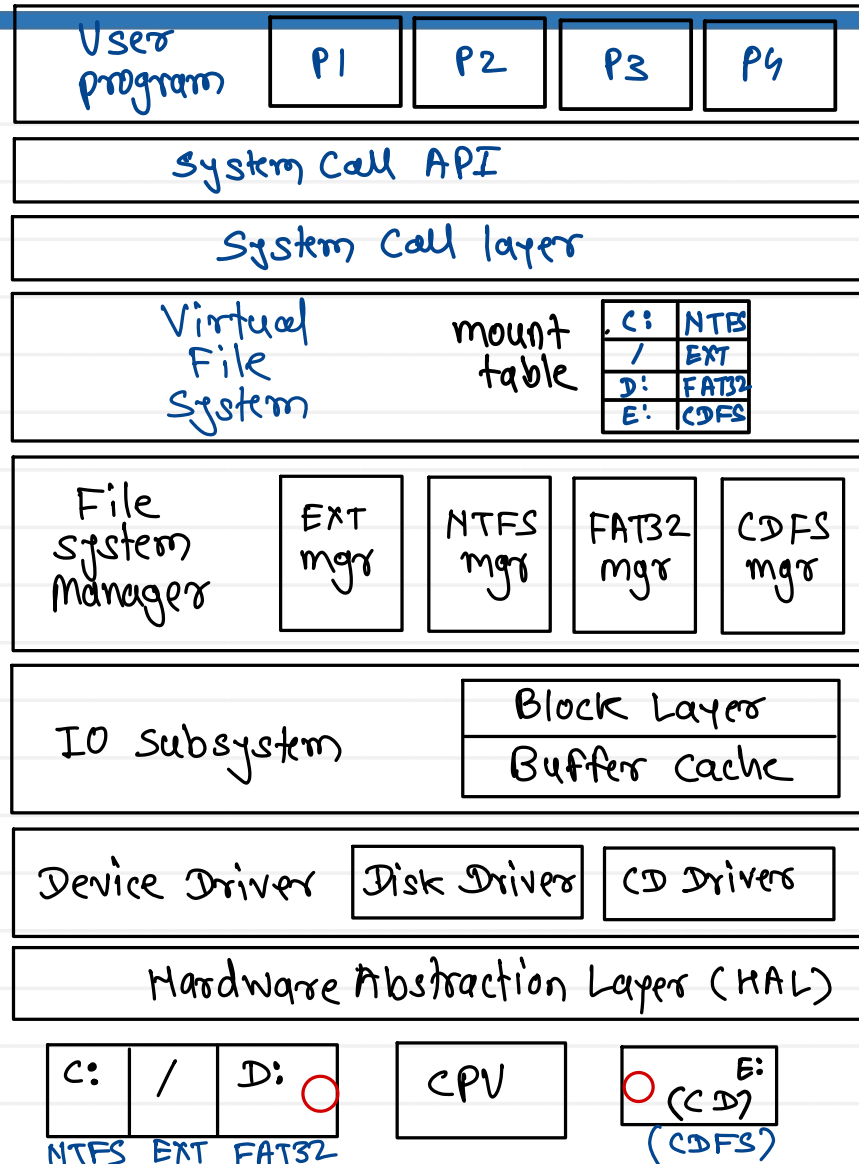 User
program
P1
P2
P3
P4
System Call API
System Call layer
Virtual
File
System
mount
table
C: NTFS
/ EXT
D: FAT32
E: CDFS
File
system
Manager
EXT
mgr
NTFS
mgr
FAT32
mgr
CDFS
mgr
IO Subsystem
Block Layer
Buffer Cache
Device Driver
Disk Driver
CD Driver
Hardware Abstraction Layer (HAL)
C: / D:
NTFS EXT FAT32
CPU
E:
(CD)
(CDFS)